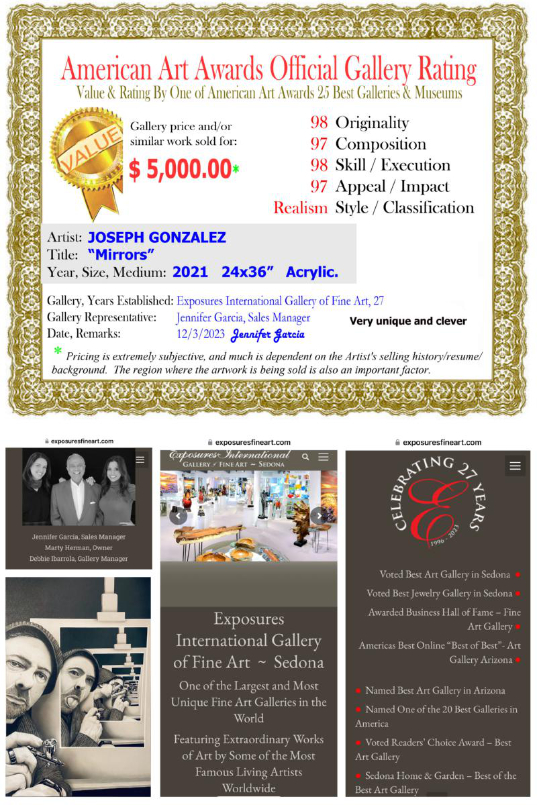 American Art Awards Official Gallery Rating
Value & Rating By One of American Art Awards 25 Best Galleries & Museums
VALUE
Gallery price and/or
similar work sold for:
$ 5,000.00*
98 Originality
97 Composition
98 Skill / Execution
97 Appeal / Impact
Realism Style / Classification
Artist: JOSEPH GONZALEZ
Title: “Mirrors”
Year, Size, Medium: 2021 24x36” Acrylic.
Gallery, Years Established: Exposures International Gallery of Fine Art, 27
Gallery Representative: Jennifer Garcia, Sales Manager
Date, Remarks: 12/3/2023 Jennifer Garcia
Very unique and clever
* Pricing is extremely subjective, and much is dependent on the Artist's selling history/resume/
background. The region where the artwork is being sold is also an important factor.
exposuresfineart.com
Jennifer Garcia, Sales Manager
Marty Herman, Owner
Debbie Ibarrola, Gallery Manager
exposuresfineart.com
Exposures International
GALLERY of FINE ART ~ SEDONA
Exposures
International Gallery
of Fine Art ~ Sedona
One of the Largest and Most
Unique Fine Art Galleries in the
World
Featuring Extraordinary Works
of Art by Some of the Most
Famous Living Artists
Worldwide
exposuresfineart.com
CELEBRATING 27 YEARS
E
1996 - 2023
Voted Best Art Gallery in Sedona
Voted Best Jewelry Gallery in Sedona
Awarded Business Hall of Fame – Fine
Art Gallery
Americas Best Online “Best of Best”- Art
Gallery Arizona
Named Best Art Gallery in Arizona
Named One of the 20 Best Galleries in
America
Voted Readers’ Choice Award – Best
Art Gallery
Sedona Home & Garden – Best of the
Best Art Gallery